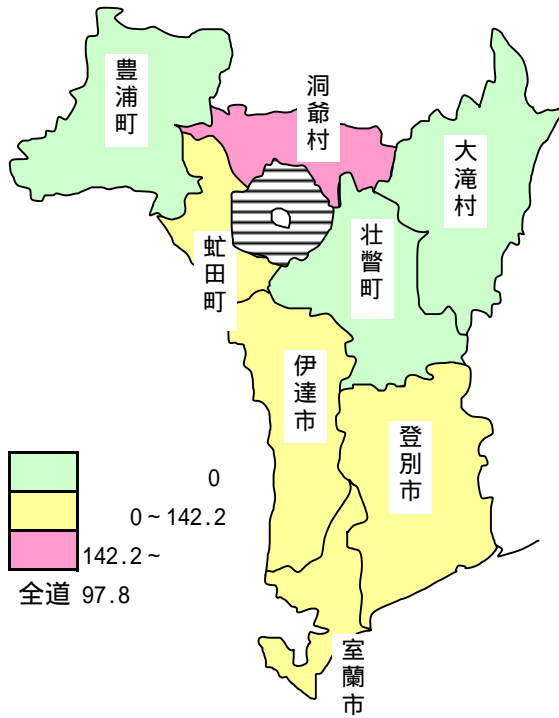 豊浦町
洞爺村
大滝村
壮瞥町
虻田町
伊達市
登別市
0
0~142.2
142.2~
全道 97.8
室蘭市